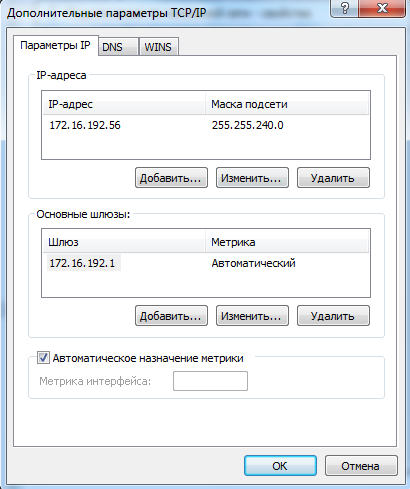 Дополнительные параметры TCP/IP
Параметры IP DNS WINS
IP-адреса
IP-адрес Маска подсети
172.16.192.56 255.255.240.0
Добавить... Изменить... Удалить
Основные шлюзы:
Шлюз Метрика
172.16.192.1 Автоматический
Добавить... Изменить... Удалить
Автоматическое назначение метрики
Метрика интерфейса:
OK Отмена